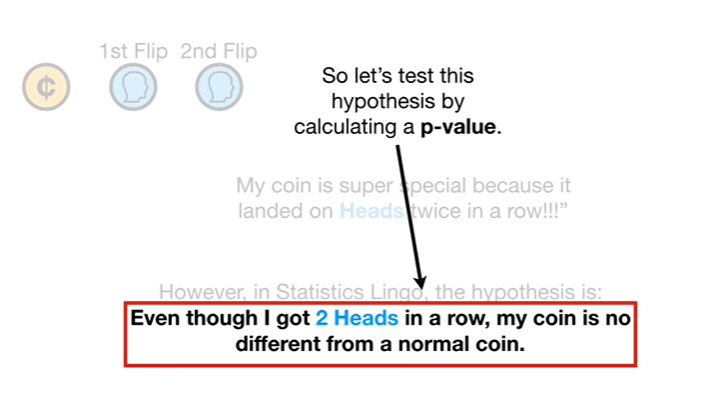 1st Flip 2nd Flip
¢
So let's test this
hypothesis by
calculating a p-value.
My coin is super special because it
landed on Heads twice in a row!!!”
However, in Statistics Lingo, the hypothesis is:
Even though I got 2 Heads in a row, my coin is no
different from a normal coin.